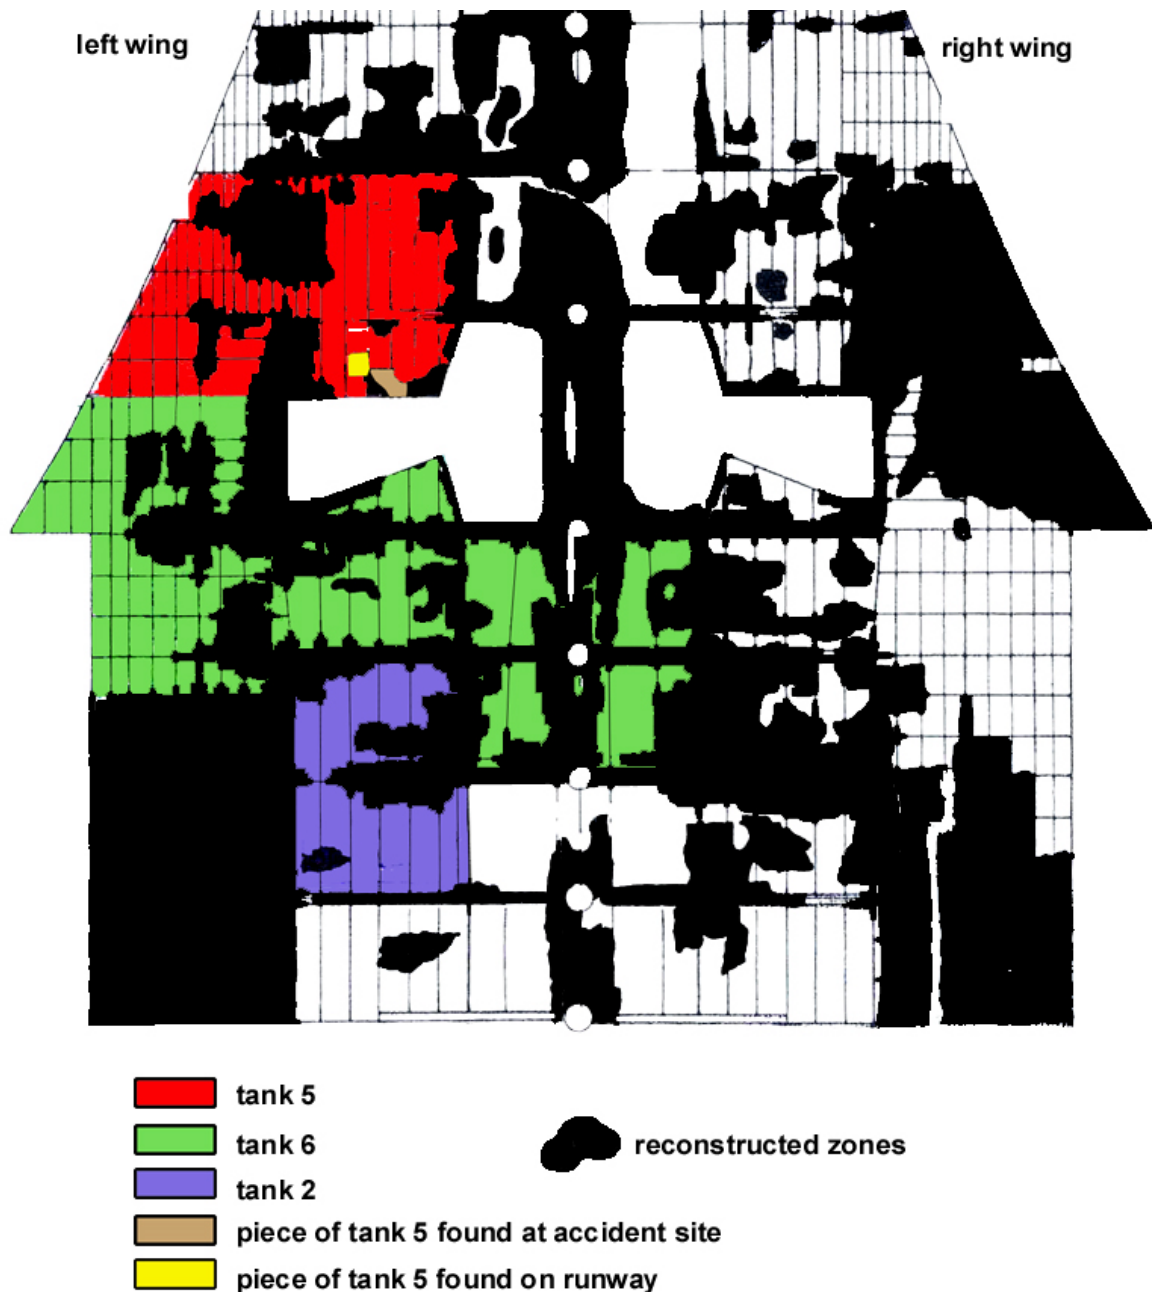 left wing
right wing
tank 5
tank 6
reconstructed zones
tank 2
piece of tank 5 found at accident site
piece of tank 5 found on runway